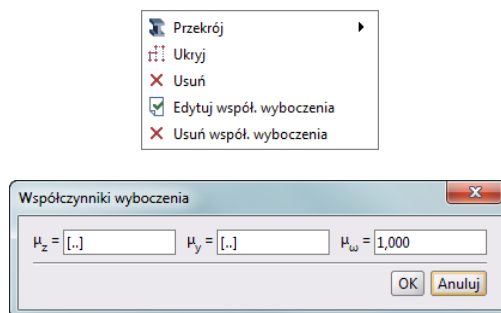 Przekrój
Ukryj
Usuń
Edytuj współ. wyboczenia
Usuń współ. wyboczenia
Współczynniki wyboczenia
μz = [..] μy = [..] μω = 1,000
OK Anuluj